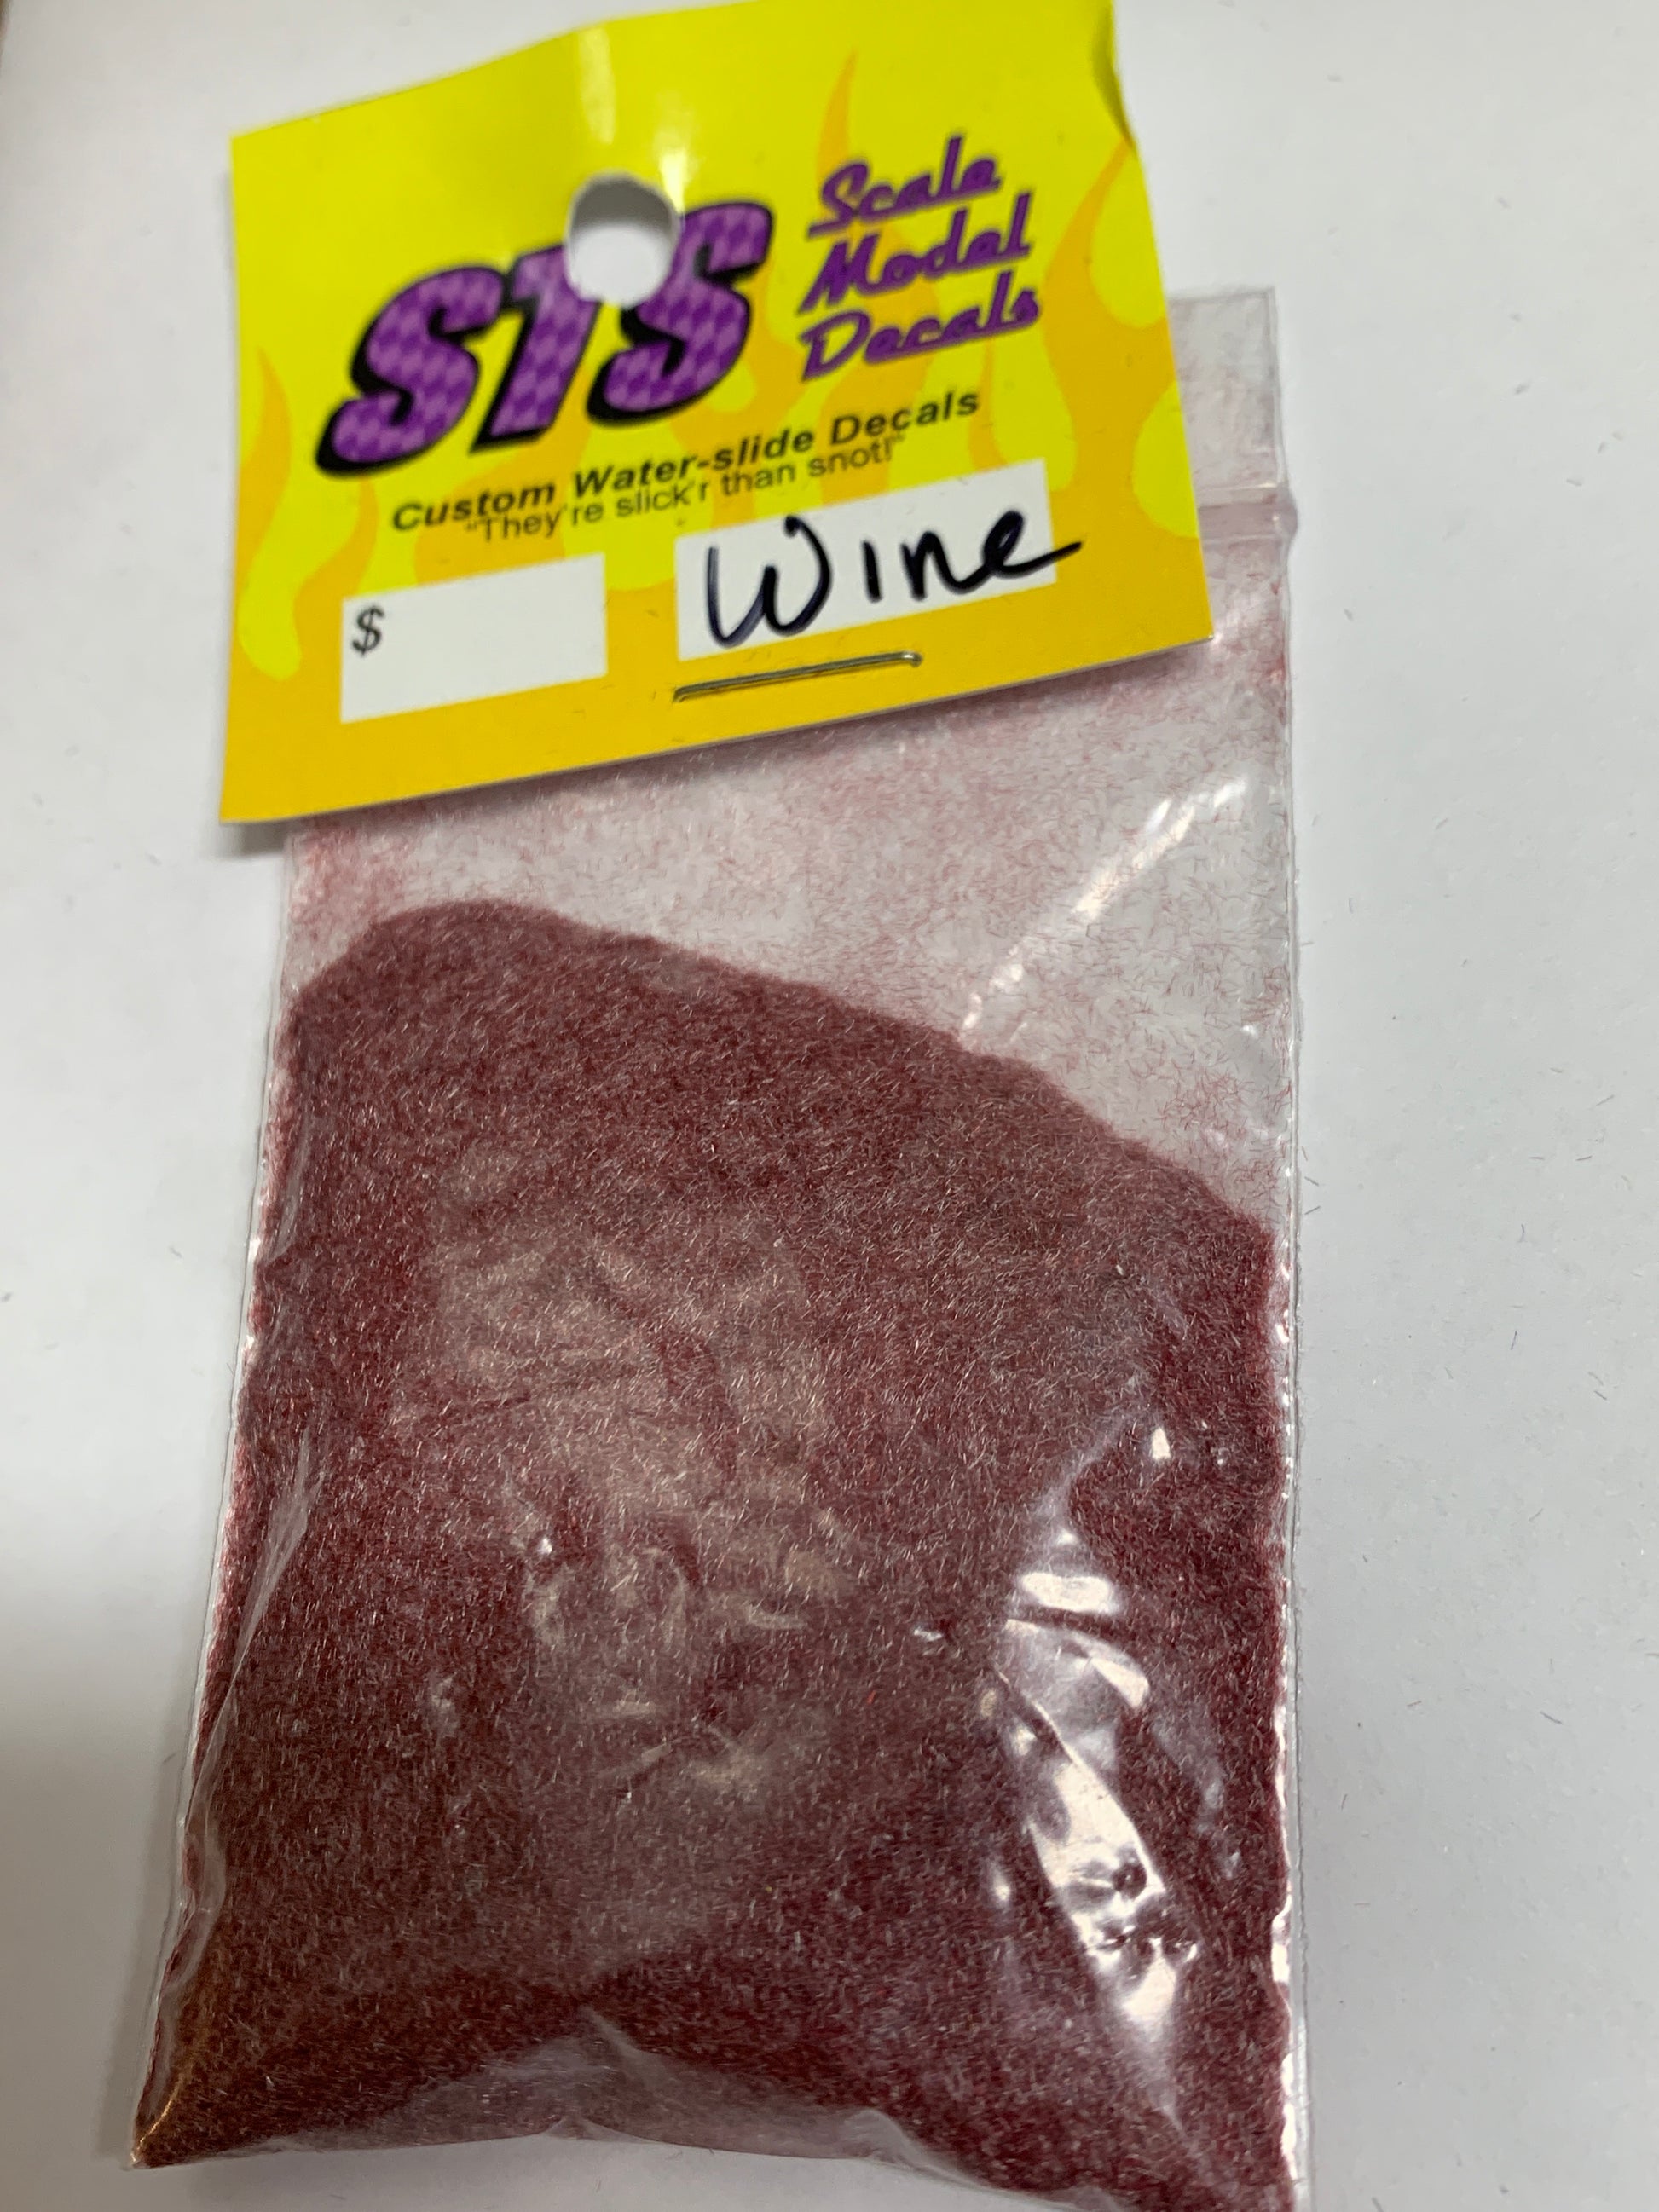 STS
Scale
Model
Decals
Custom Water-slide Decals
"They're slick'r than snot!"
$
Wine